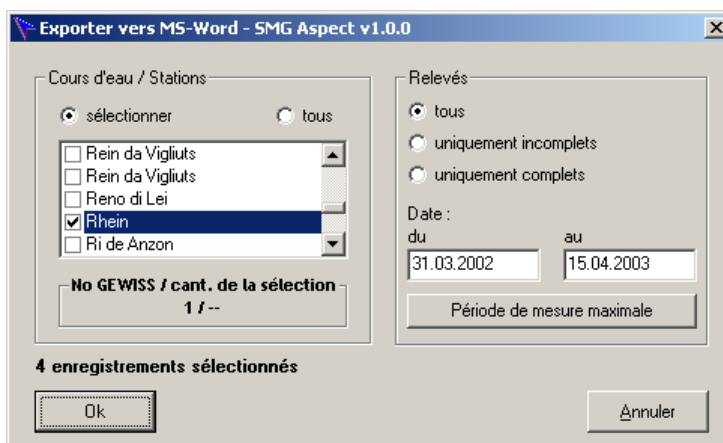 Exporter vers MS-Word - SMG Aspect v1.0.0
Cours d'eau / Stations
sélectionner
tous
Rein da Vigliuts
Rein da Vigliuts
Reno di Lei
Rhein
Ri de Anzon
No GEWISS / cant. de la sélection
1 / --
4 enregistrements sélectionnés
Relevés
tous
uniquement incomplets
uniquement complets
Date :
du
au
31.03.2002
15.04.2003
Période de mesure maximale
Ok
Annuler